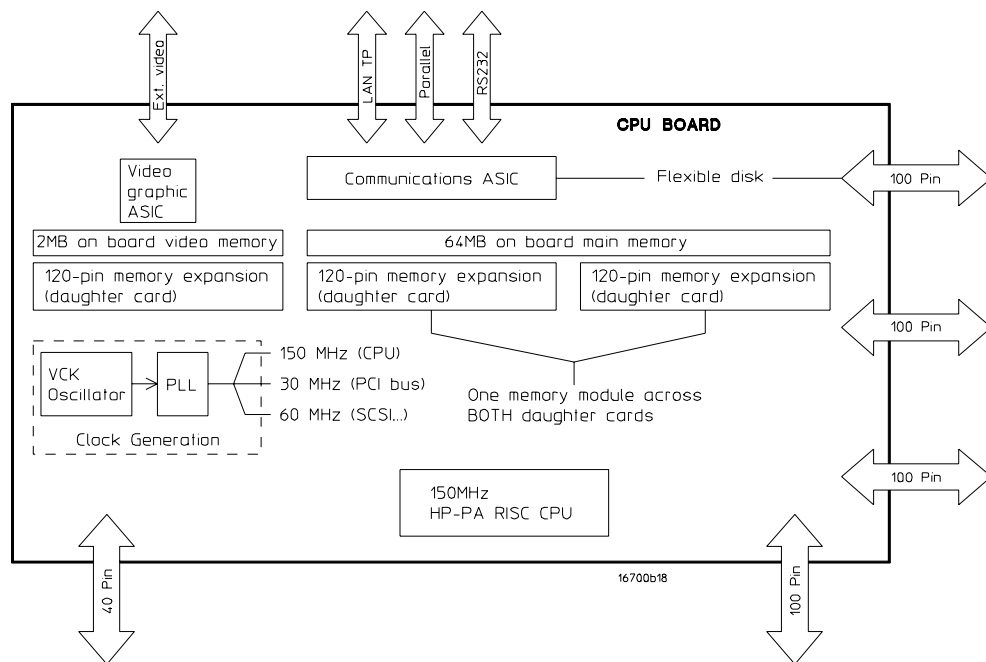 Ext. video
LAN TP
Parallel
RS232
CPU BOARD
Video
graphic
ASIC
Communications ASIC
Flexible disk
100 Pin
2MB on board video memory
64MB on board main memory
120-pin memory expansion
(daughter card)
120-pin memory expansion
(daughter card)
120-pin memory expansion
(daughter card)
100 Pin
VCK
Oscillator
PLL
150 MHz (CPU)
30 MHz (PCI bus)
60 MHz (SCSI...)
Clock Generation
One memory module across
BOTH daughter cards
100 Pin
150MHz
HP-PA RISC CPU
40 Pin
100 Pin
16700b18